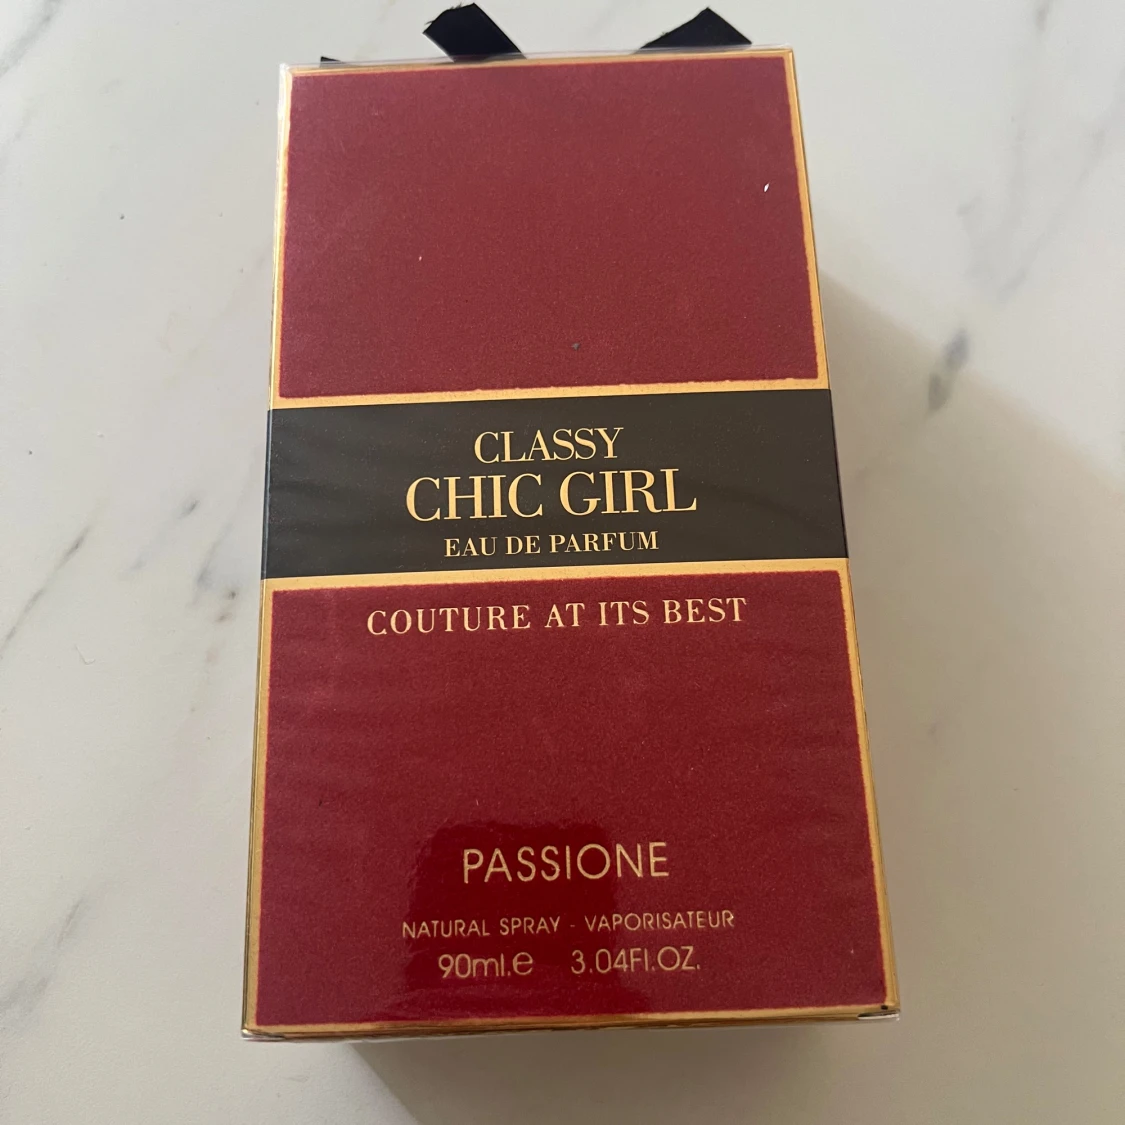 CLASSY
CHIC GIRL
EAU DE PARFUM
COUTURE AT ITS BEST
PASSIONE
NATURAL SPRAY - VAPORISATEUR
90ml.e 3.04Fl.OZ.